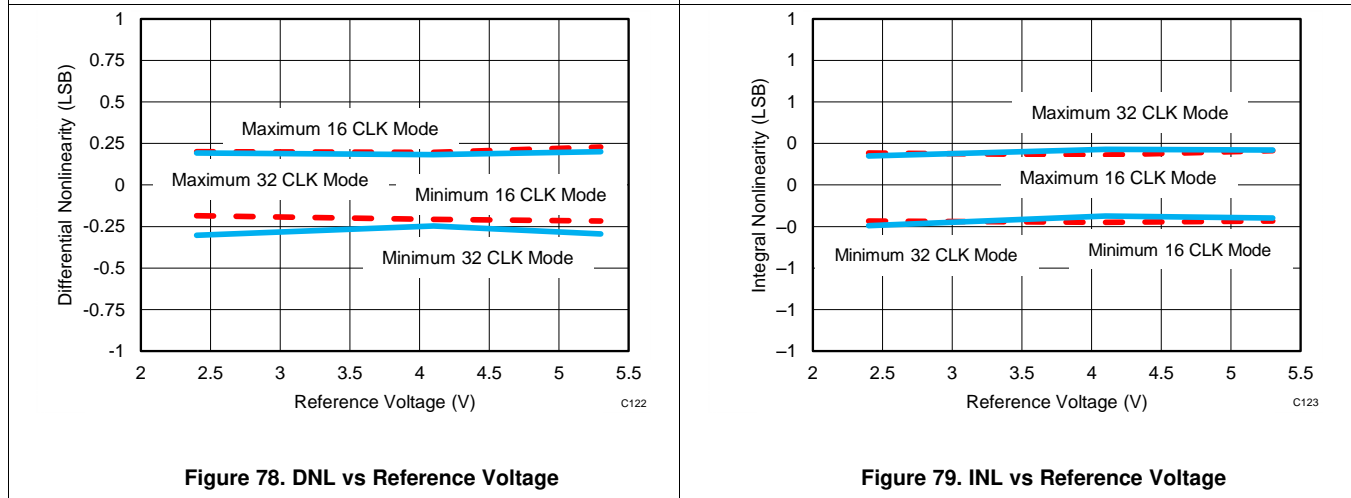 Differential Nonlinearity (LSB)
1
0.75
0.5
0.25
0
-0.25
-0.5
-0.75
-1
Maximum 16 CLK Mode
Maximum 32 CLK Mode
Minimum 16 CLK Mode
Minimum 32 CLK Mode
2 2.5 3 3.5 4 4.5 5 5.5
Reference Voltage (V)
C122
Figure 78. DNL vs Reference Voltage
Integral Nonlinearity (LSB)
1
1
1
0
0
–0
–1
–1
–1
Maximum 32 CLK Mode
Maximum 16 CLK Mode
Minimum 32 CLK Mode
Minimum 16 CLK Mode
2 2.5 3 3.5 4 4.5 5 5.5
Reference Voltage (V)
C123
Figure 79. INL vs Reference Voltage